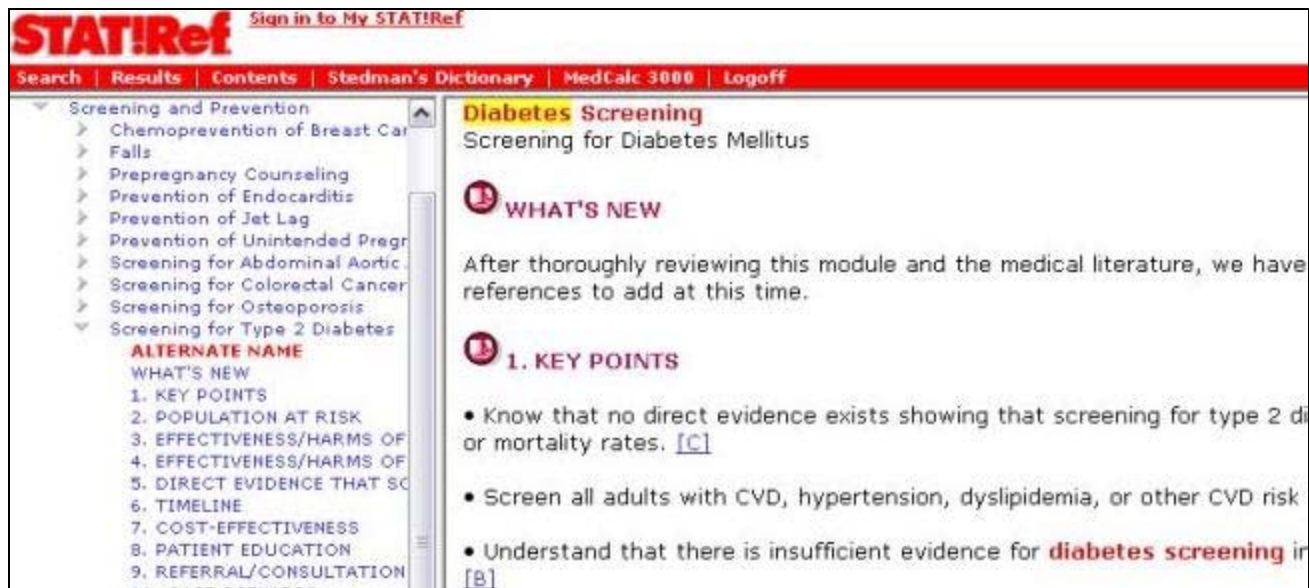 STAT!Ref
Sign in to My STAT!Ref
Search | Results | Contents | Stedman's Dictionary | MedCalc 3000 | Logoff
Screening and Prevention
Chemoprevention of Breast Car
Falls
Prepregnancy Counseling
Prevention of Endocarditis
Prevention of Jet Lag
Prevention of Unintended Pregr
Screening for Abdominal Aortic
Screening for Colorectal Cancer
Screening for Osteoporosis
Screening for Type 2 Diabetes
ALTERNATE NAME
WHAT'S NEW
1. KEY POINTS
2. POPULATION AT RISK
3. EFFECTIVENESS/HARMS OF
4. EFFECTIVENESS/HARMS OF
5. DIRECT EVIDENCE THAT SC
6. TIMELINE
7. COST-EFFECTIVENESS
8. PATIENT EDUCATION
9. REFERRAL/CONSULTATION
Diabetes Screening
Screening for Diabetes Mellitus
WHAT'S NEW
After thoroughly reviewing this module and the medical literature, we have
references to add at this time.
1. KEY POINTS
• Know that no direct evidence exists showing that screening for type 2 di
or mortality rates. [C]
• Screen all adults with CVD, hypertension, dyslipidemia, or other CVD risk
• Understand that there is insufficient evidence for diabetes screening in
[B]